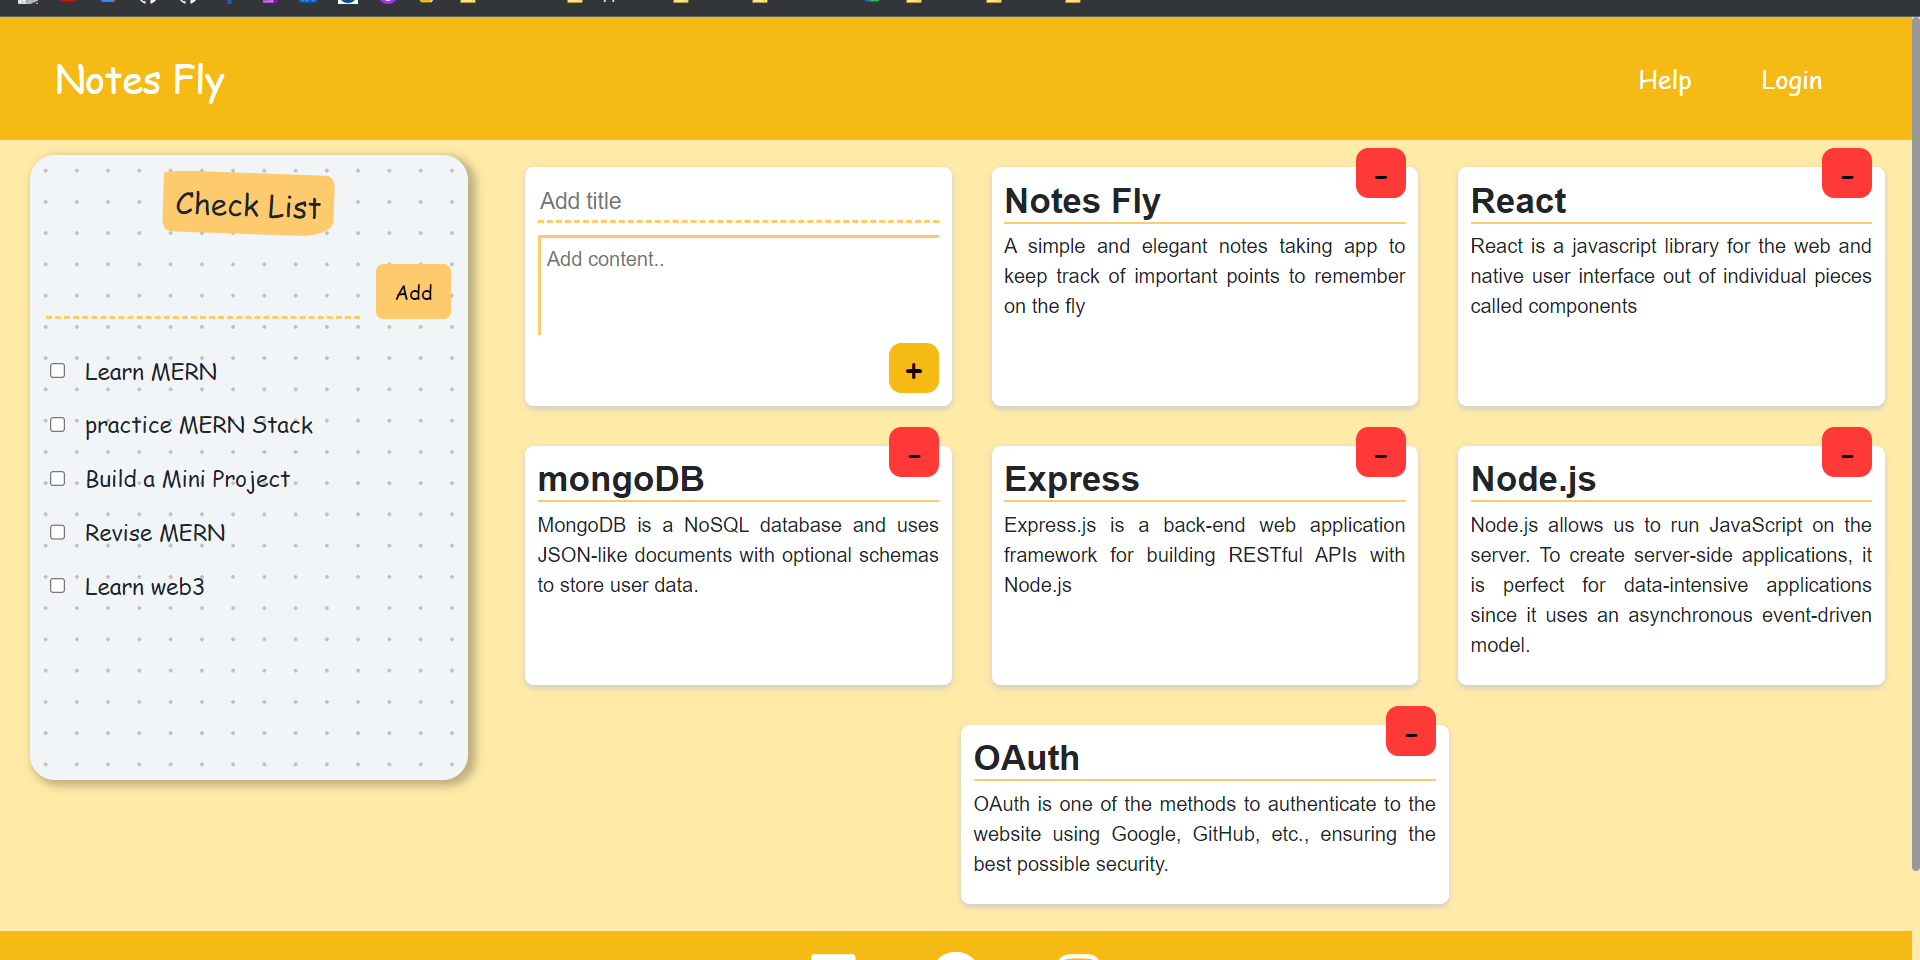 Notes Fly
Help
Login
Check List
Add
Learn MERN
practice MERN Stack
Build a Mini Project
Revise MERN
Learn web3
Add title
Add content..
+
-
Notes Fly
A simple and elegant notes taking app to
keep track of important points to remember
on the fly
-
React
React is a javascript library for the web and
native user interface out of individual pieces
called components
-
mongoDB
MongoDB is a NoSQL database and uses
JSON-like documents with optional schemas
to store user data.
-
Express
Express.js is a back-end web application
framework for building RESTful APIs with
Node.js
-
Node.js
Node.js allows us to run JavaScript on the
server. To create server-side applications, it
is perfect for data-intensive applications
since it uses an asynchronous event-driven
model.
-
OAuth
OAuth is one of the methods to authenticate to the
website using Google, GitHub, etc., ensuring the
best possible security.